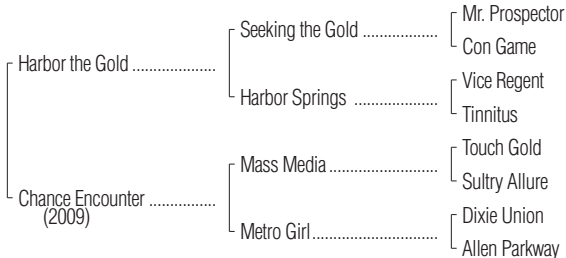 Mr. Prospector
Seeking the Gold ..................
Con Game
Harbor the Gold ....................
Vice Regent
Harbor Springs ....................
Tinnitus
Touch Gold
Mass Media ..........................
Sultry Allure
Chance Encounter ................
(2009)
Dixie Union
Metro Girl ..............................
Allen Parkway